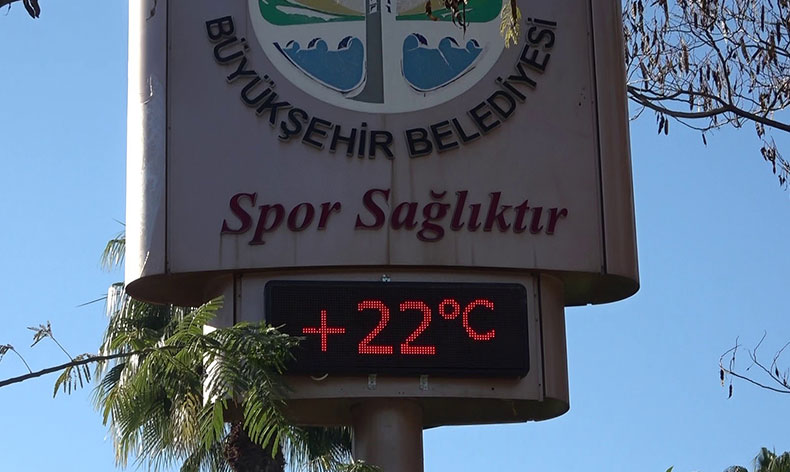 BÜYÜKŞEHİR BELEDİYESİ
Spor Sağlıktır
+22°C